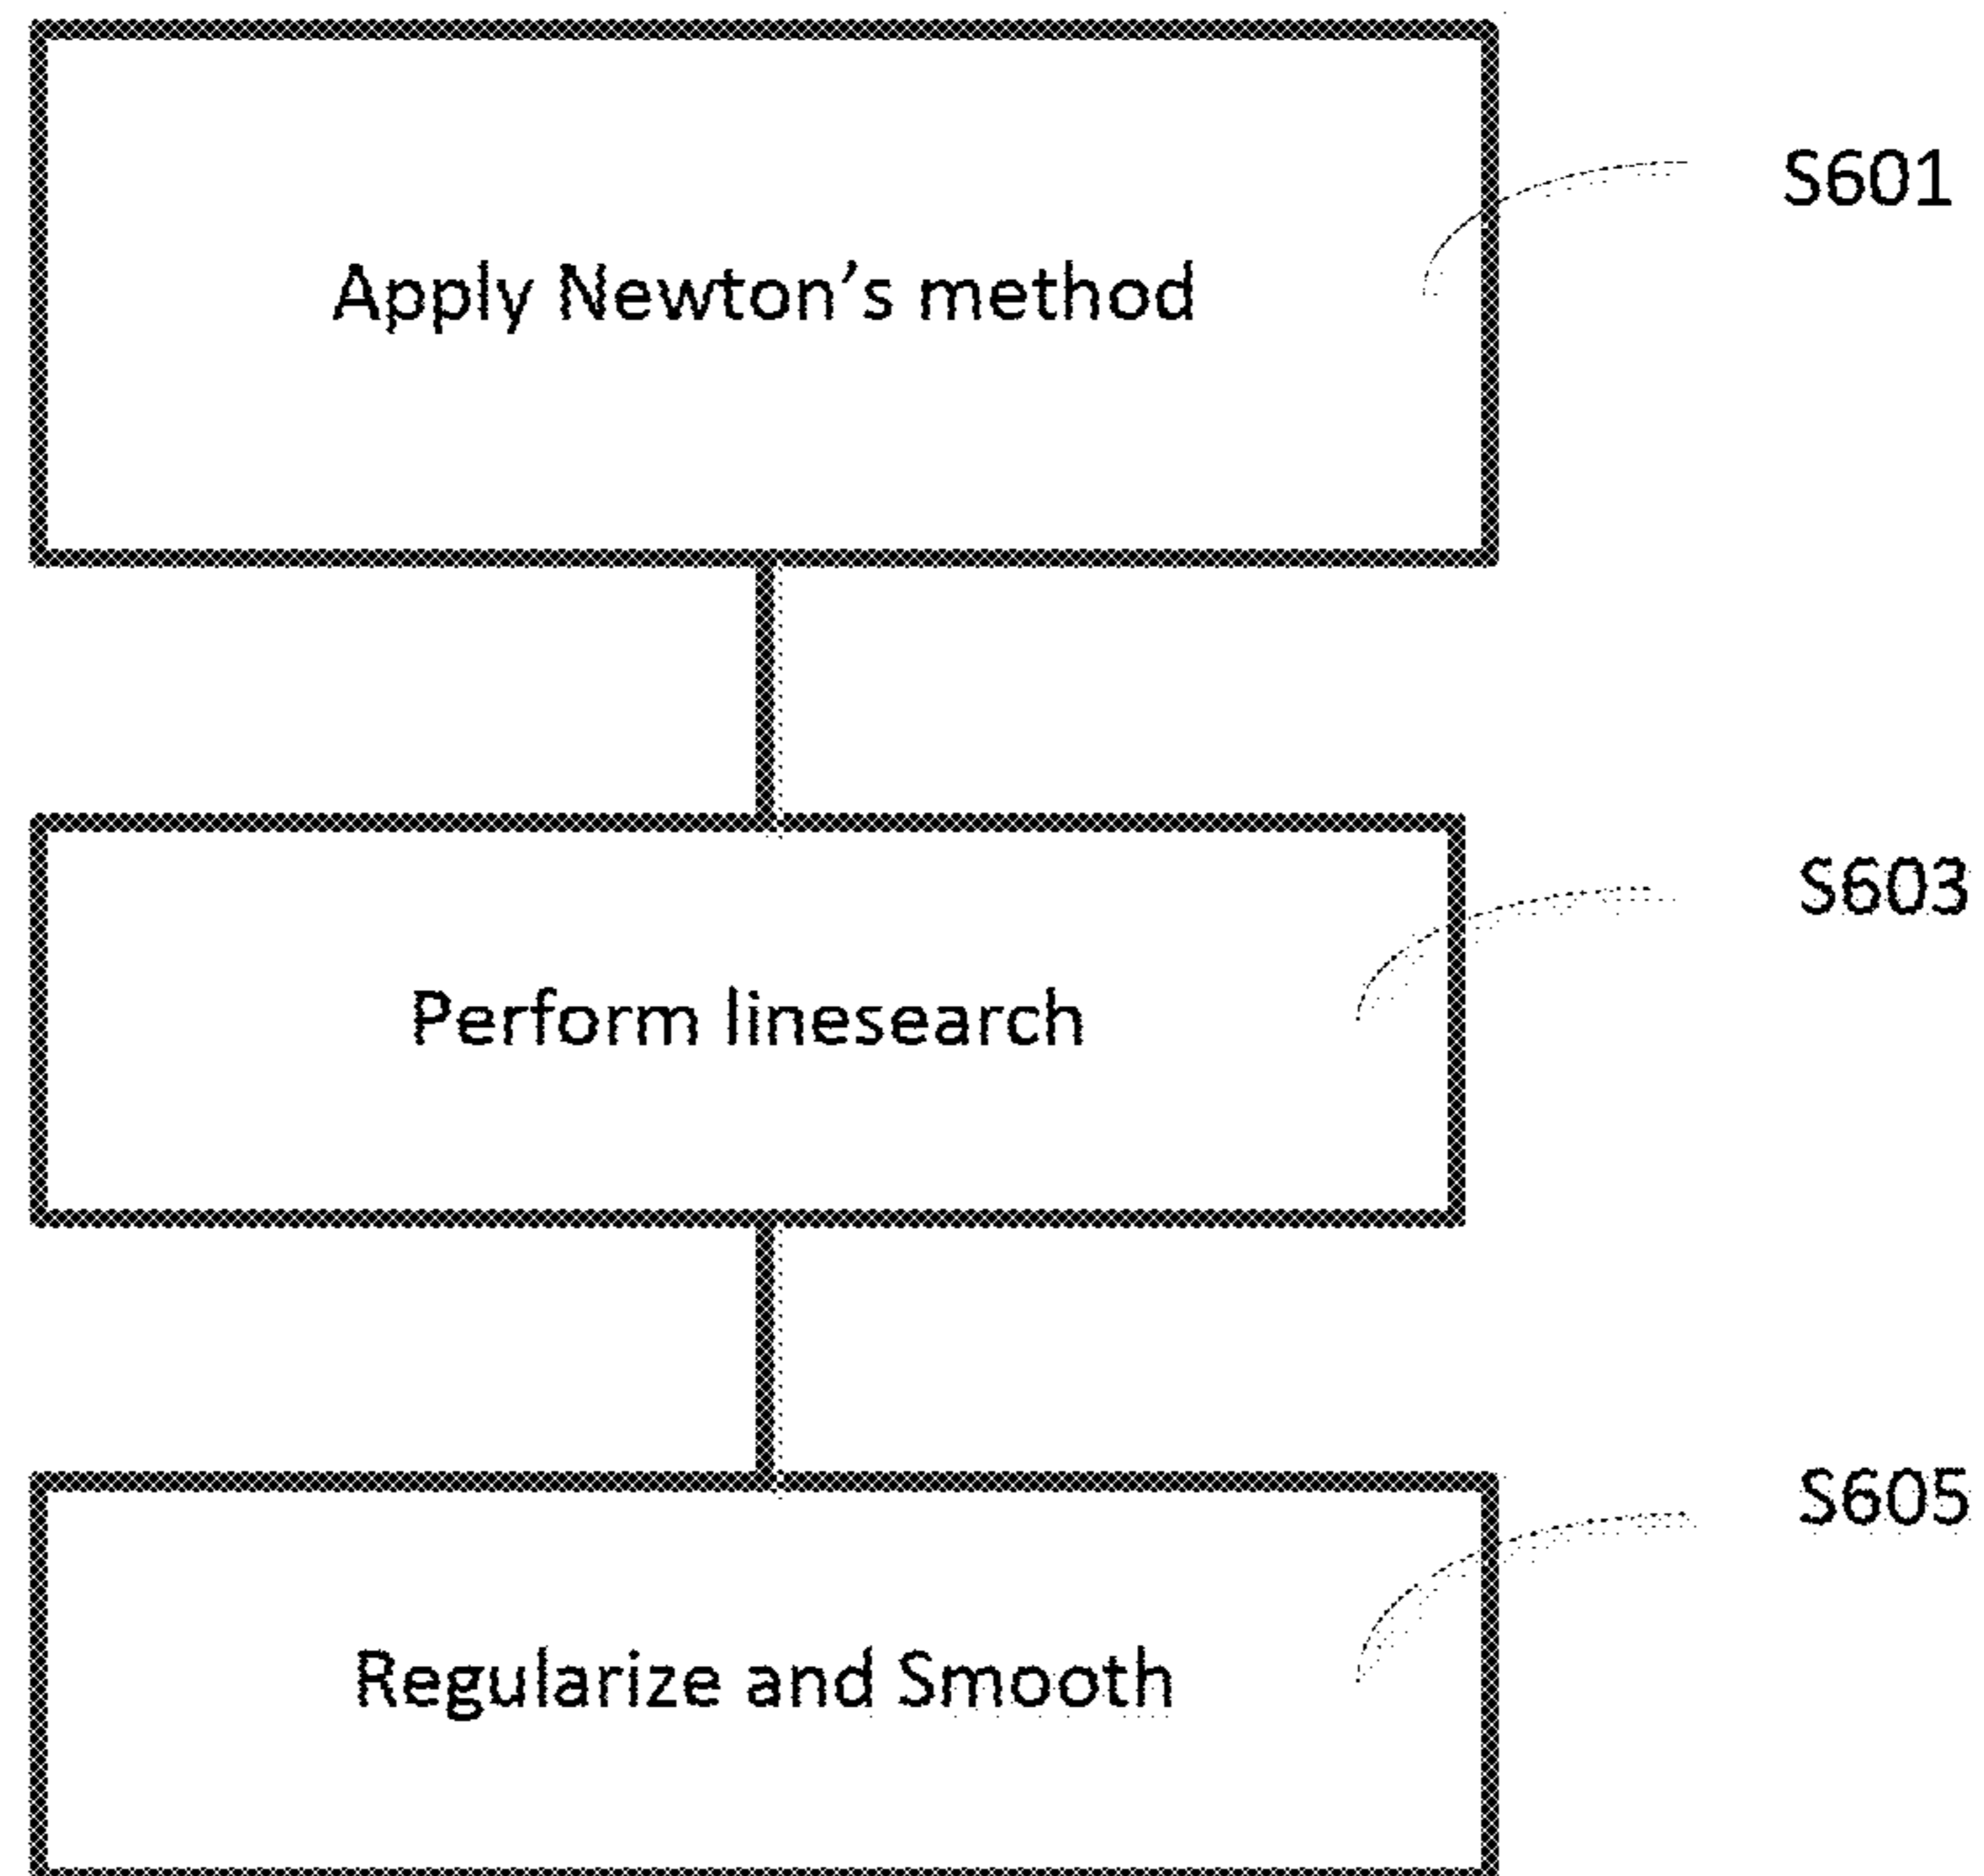 S601
Apply Newton’s method
S603
Perform linesearch
S605
Regularize and Smooth